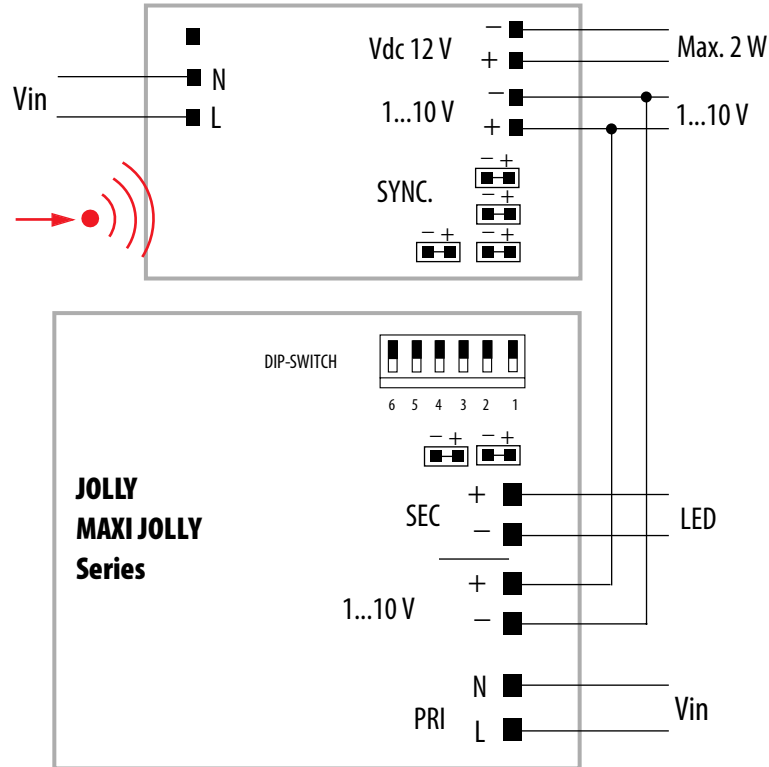 Vdc 12 V
−
+
Max. 2 W
Vin
N
L
1...10 V
−
+
1...10 V
SYNC.
− +
− +
− +
− +
DIP-SWITCH
6 5 4 3 2 1
− +
− +
JOLLY
MAXI JOLLY
Series
SEC
+
−
LED
1...10 V
+
−
PRI
N
L
Vin